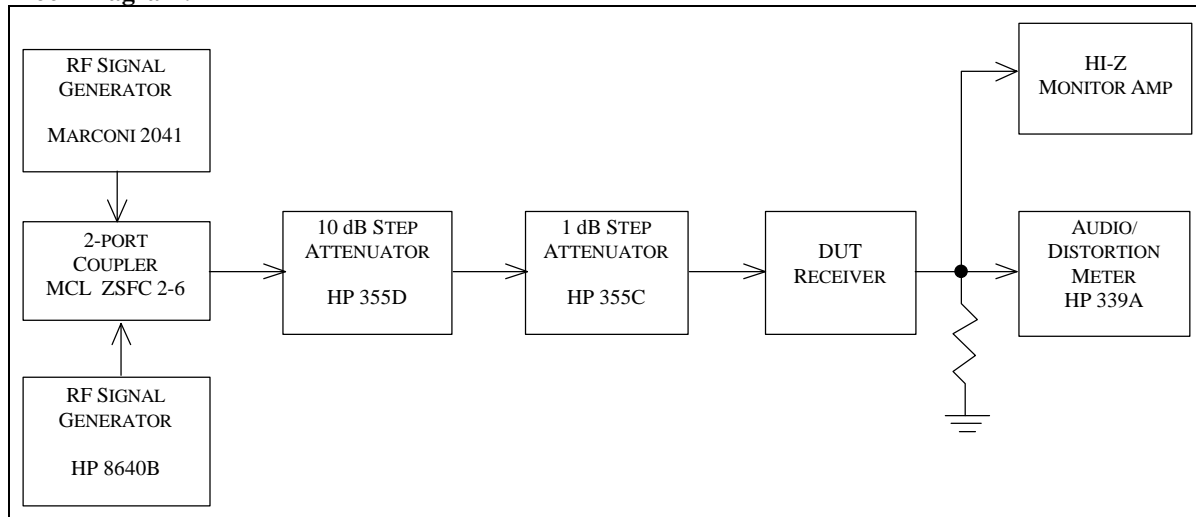 RF SIGNAL
GENERATOR
MARCONI 2041
2-PORT
COUPLER
MCL ZSFC 2-6
RF SIGNAL
GENERATOR
HP 8640B
10 dB STEP
ATTENUATOR
HP 355D
1 dB STEP
ATTENUATOR
HP 355C
DUT
RECEIVER
HI-Z
MONITOR AMP
AUDIO/
DISTORTION
METER
HP 339A